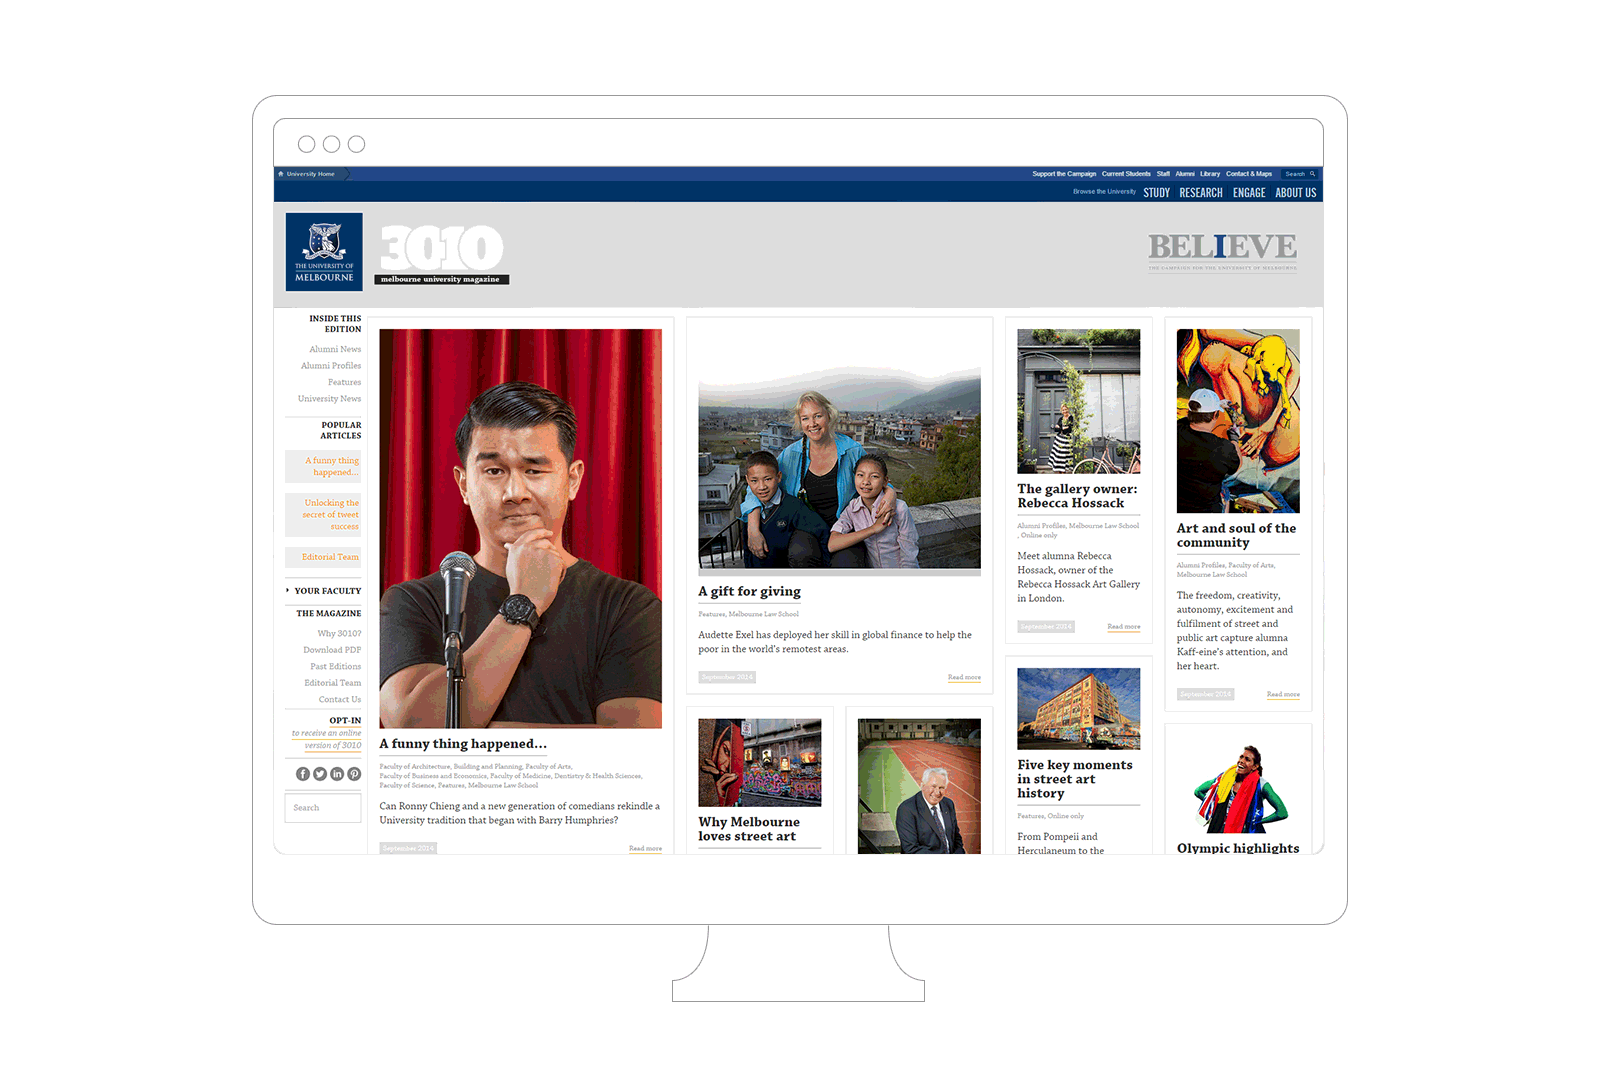 University Home
Support the Campaign Current Students Staff Alumni Library Contact & Maps Search
Browse the University STUDY RESEARCH ENGAGE ABOUT US
THE UNIVERSITY OF
MELBOURNE
3010
melbourne university magazine
BELIEVE
THE CAMPAIGN FOR THE UNIVERSITY OF MELBOURNE
INSIDE THIS
EDITION
Alumni News
Alumni Profiles
Features
University News
POPULAR
ARTICLES
A funny thing
happened...
Unlocking the
secret of tweet
success
Editorial Team
YOUR FACULTY
THE MAGAZINE
Why 3010?
Download PDF
Past Editions
Editorial Team
Contact Us
OPT-IN
to receive an online
version of 3010
Search
A funny thing happened...
Faculty of Architecture, Building and Planning, Faculty of Arts,
Faculty of Business and Economics, Faculty of Medicine, Dentistry & Health Sciences,
Faculty of Science, Features, Melbourne Law School
Can Ronny Chieng and a new generation of comedians rekindle a
University tradition that began with Barry Humphries?
September 2014
Read more
A gift for giving
Features, Melbourne Law School
Audette Exel has deployed her skill in global finance to help the
poor in the world's remotest areas.
September 2014
Read more
Why Melbourne
loves street art
The gallery owner:
Rebecca Hossack
Alumni Profiles, Melbourne Law School
, Online only
Meet alumna Rebecca
Hossack, owner of the
Rebecca Hossack Art Gallery
in London.
September 2014
Read more
Five key moments
in street art
history
Features, Online only
From Pompeii and
Herculaneum to the
Art and soul of the
community
Alumni Profiles, Faculty of Arts,
Melbourne Law School
The freedom, creativity,
autonomy, excitement and
fulfilment of street and
public art capture alumna
Kaff-eine's attention, and
her heart.
September 2014
Read more
Olympic highlights